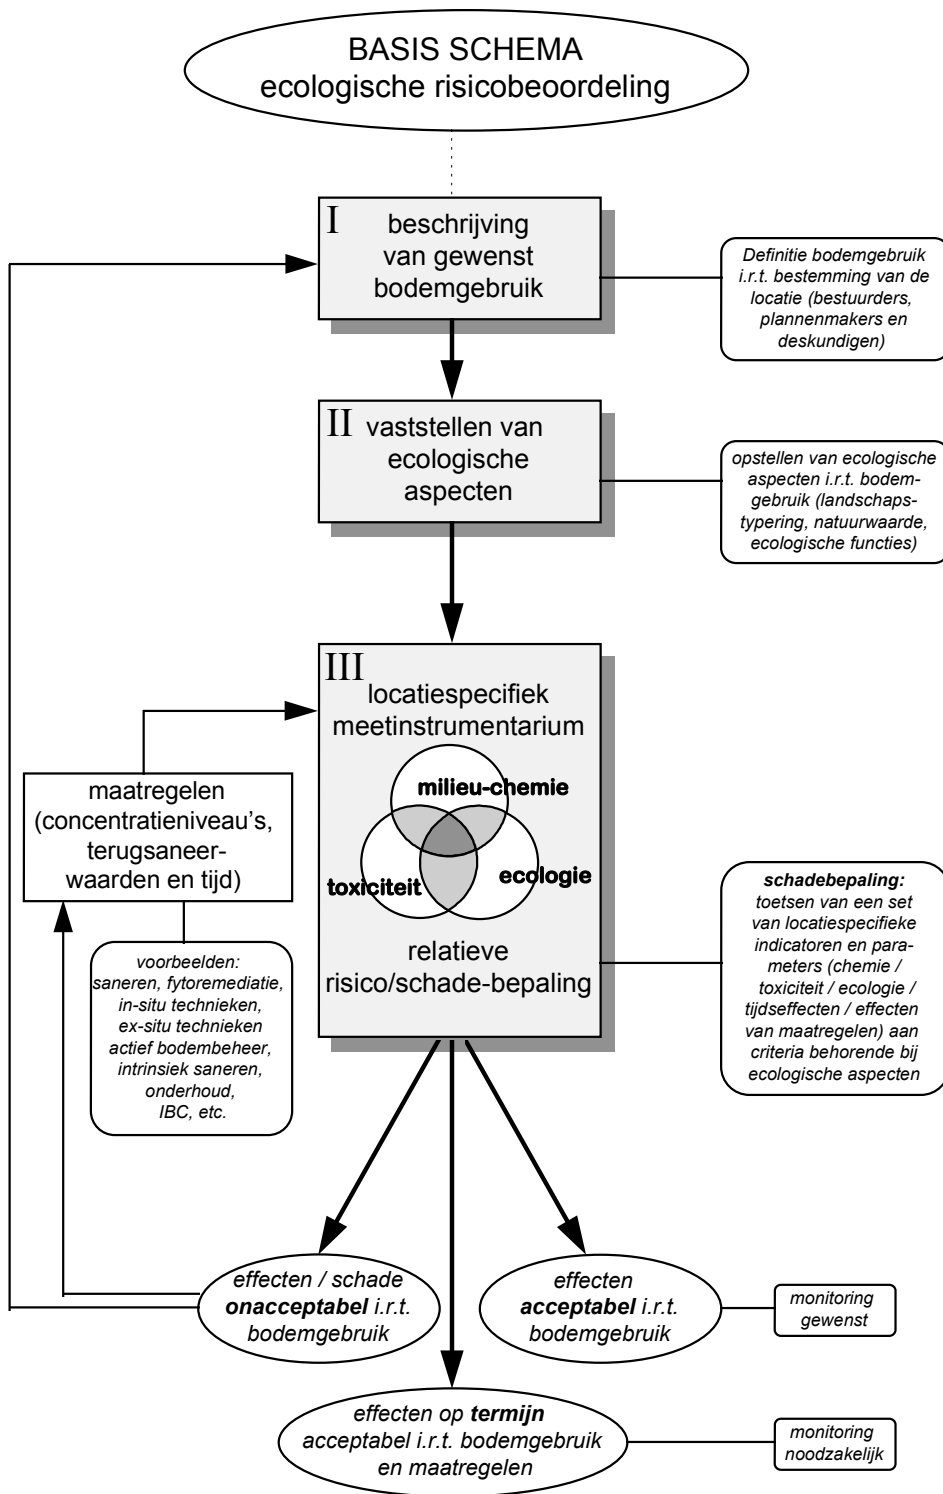 BASIS SCHEMA
ecologische risicobeoordeling
I
beschrijving
van gewenst
bodemgebruik
Definitie bodemgebruik
i.r.t. bestemming van de
locatie (bestuurders,
plannenmakers en
deskundigen)
II
vaststellen van
ecologische
aspecten
opstellen van ecologische
aspecten i.r.t. bodem-
gebruik (landschaps-
typering, natuurwaarde,
ecologische functies)
III
locatiespecifiek
meetinstrumentarium
milieu-chemie
toxiciteit
ecologie
relatieve
risico/schade-bepaling
maatregelen
(concentratieniveau's,
terugsaneer-
waarden en tijd)
voorbeelden:
saneren, fytoremediatie,
in-situ technieken,
ex-situ technieken
actief bodembeheer,
intrinsiek saneren,
onderhoud,
IBC, etc.
schadebepaling:
toetsen van een set
van locatiespecifieke
indicatoren en para-
meters (chemie /
toxiciteit / ecologie /
tijdseffecten / effecten
van maatregelen) aan
criteria behorende bij
ecologische aspecten
effecten / schade
onacceptabel i.r.t.
bodemgebruik
effecten
acceptabel i.r.t.
bodemgebruik
monitoring
gewenst
effecten op termijn
acceptabel i.r.t. bodemgebruik
en maatregelen
monitoring
noodzakelijk